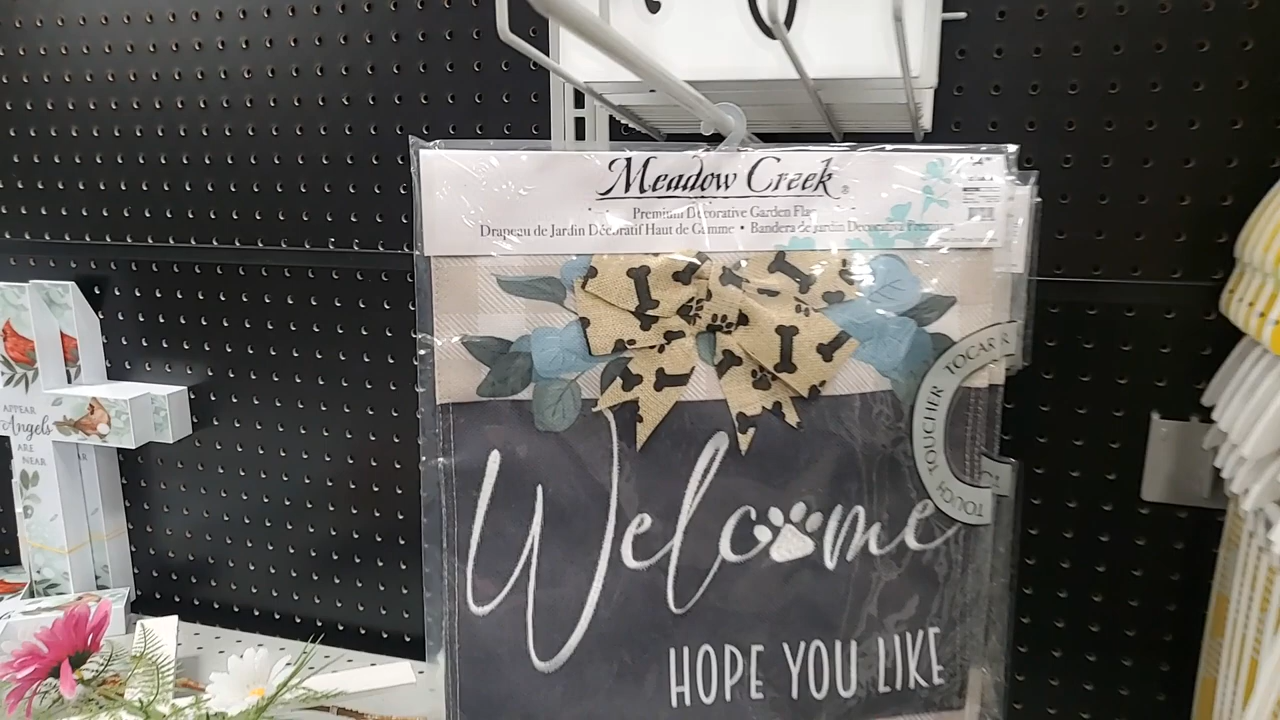 Meadow Creek®
Premium Decorative Garden Flag
Drapeau de Jardin Décoratif Haut de Gamme • Bandera de Jardín Decorativa Premium
TOUCH TOUCHER TOCAR
Welcome
HOPE YOU LIKE
APPEAR
Angels
ARE
NEAR